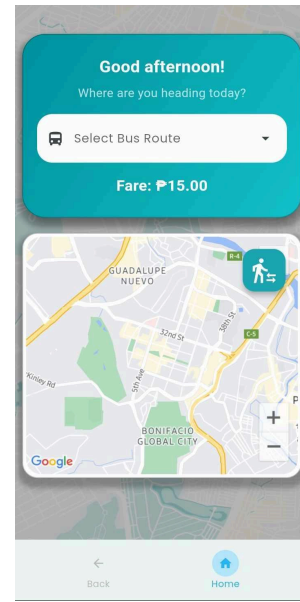 Good afternoon!
Where are you heading today?
Select Bus Route
Fare: ₱15.00
R-4
GUADALUPE
NUEVO
38th St
32nd St
C-5
Kinley Rd
5th Ave
P
BONIFACIO
GLOBAL CITY
+
−
Google
Back
Home